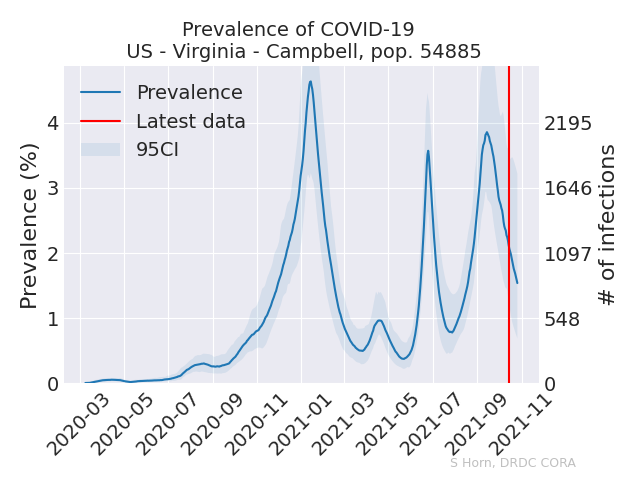 Prevalence of COVID-19
US - Virginia - Campbell, pop. 54885
Prevalence
Latest data
95CI
Prevalence (%)
4
3
2
1
0
2195
1646
1097
548
0
# of infections
2020-03
2020-05
2020-07
2020-09
2020-11
2021-01
2021-03
2021-05
2021-07
2021-09
2021-11
S Horn, DRDC CORA